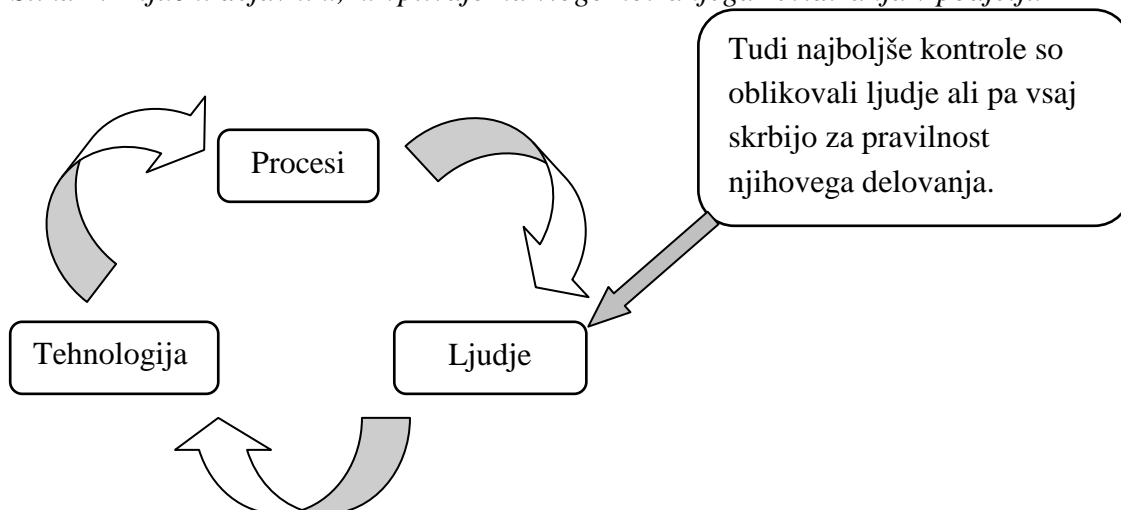 Tudi najboljše kontrole so
oblikovali ljudje ali pa vsaj
skrbijo za pravilnost
njihovega delovanja.
Procesi
Tehnologija
Ljudje